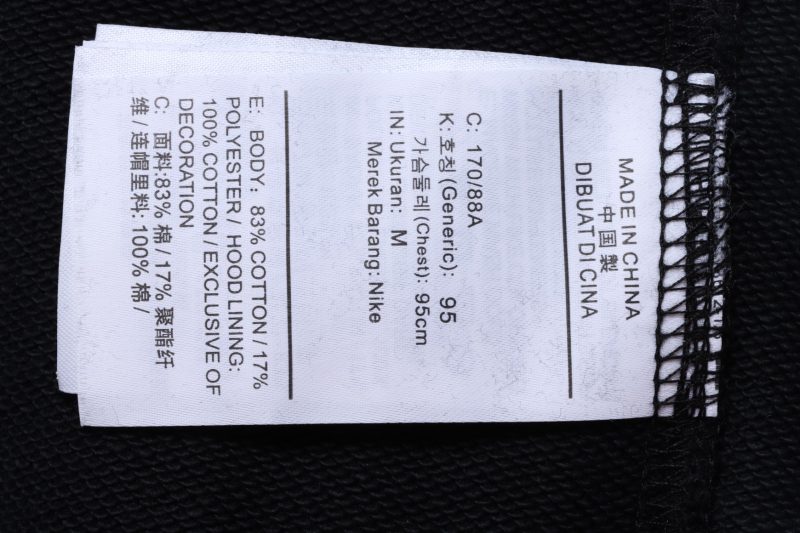 MADE IN CHINA
中国製
DIBUAT DI CINA
C: 170/88A
K: 호칭 (Generic): 95
가슴둘레 (Chest): 95cm
IN: Ukuran: M
Merek Barang: Nike
E: BODY: 83% COTTON / 17%
POLYESTER / HOOD LINING:
100% COTTON / EXCLUSIVE OF
DECORATION
C: 面料:83% 棉 / 17% 聚酯纤
维 / 连帽里料: 100% 棉 /